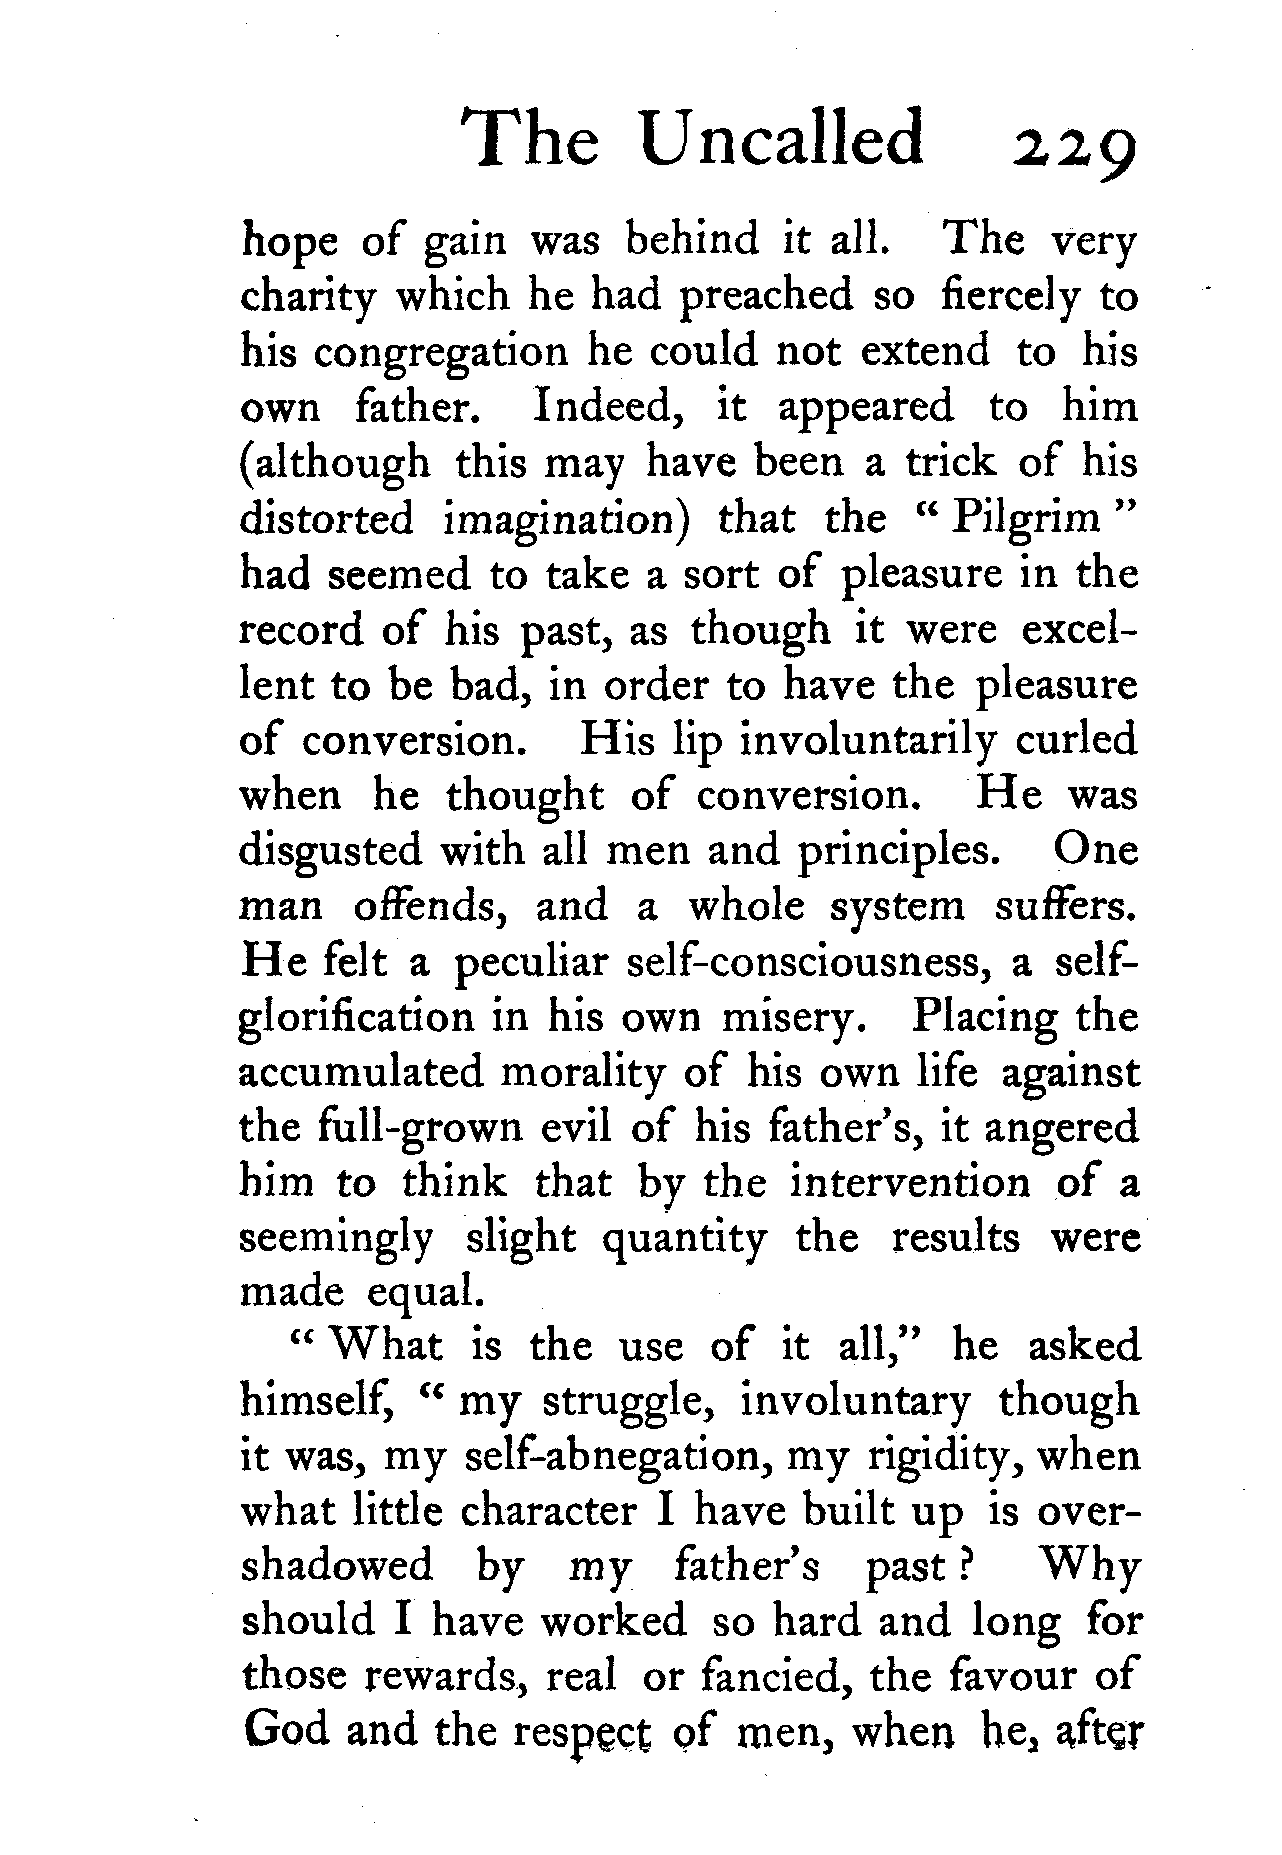 The Uncalled 229
hope of gain was behind it all. The very
charity which he had preached so fiercely to
his congregation he could not extend to his
own father. Indeed, it appeared to him
(although this may have been a trick of his
distorted imagination) that the “ Pilgrim ”
had seemed to take a sort of pleasure in the
record of his past, as though it were excel-
lent to be bad, in order to have the pleasure
of conversion. His lip involuntarily curled
when he thought of conversion. He was
disgusted with all men and principles. One
man offends, and a whole system suffers.
He felt a peculiar self-consciousness, a self-
glorification in his own misery. Placing the
accumulated morality of his own life against
the full-grown evil of his father’s, it angered
him to think that by the intervention of a
seemingly slight quantity the results were
made equal.
“ What is the use of it all,” he asked
himself, “ my struggle, involuntary though
it was, my self-abnegation, my rigidity, when
what little character I have built up is over-
shadowed by my father’s past ? Why
should I have worked so hard and long for
those rewards, real or fancied, the favour of
God and the respect of men, when he, after